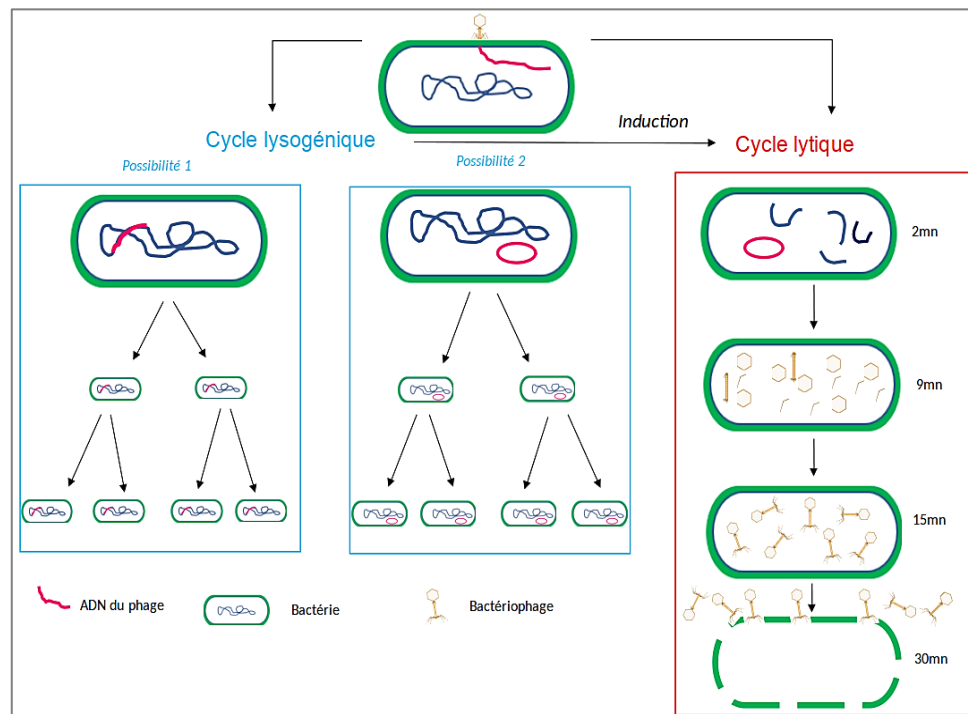 Induction
Cycle lysogénique
Cycle lytique
Possibilité 1
Possibilité 2
2mn
9mn
15mn
30mn
ADN du phage
Bactérie
Bactériophage